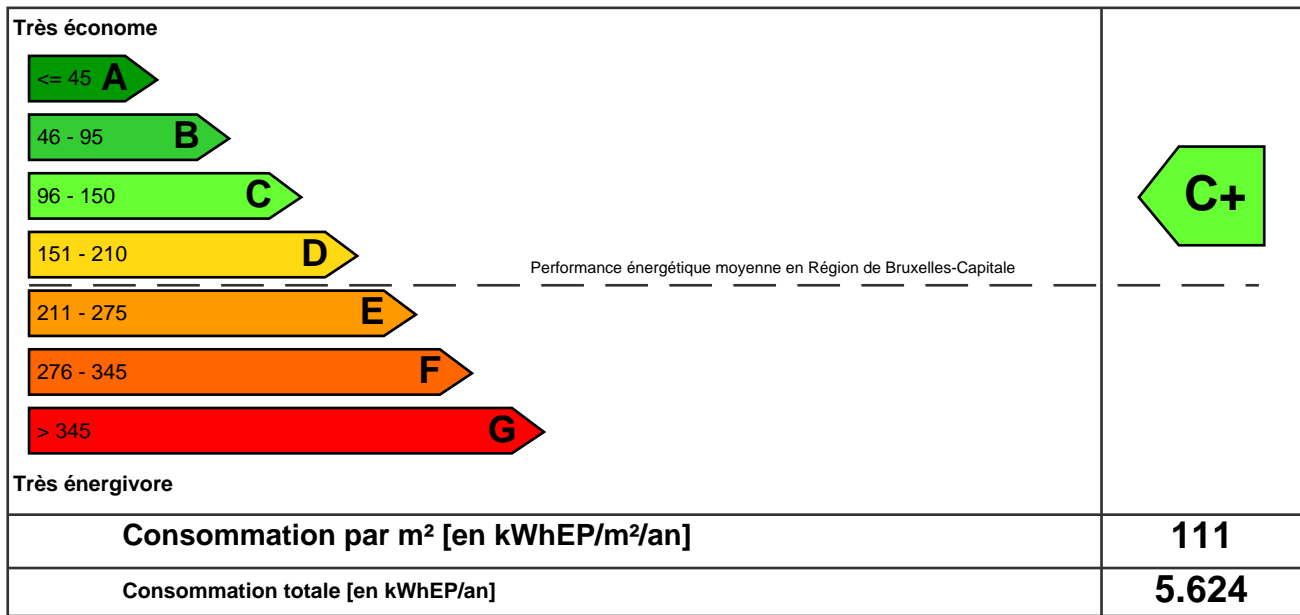 Très économe
<= 45 A
46 - 95 B
96 - 150 C
C+
151 - 210 D
Performance énergétique moyenne en Région de Bruxelles-Capitale
211 - 275 E
276 - 345 F
> 345 G
Très énergivore
Consommation par m² [en kWhEP/m²/an] 111
Consommation totale [en kWhEP/an] 5.624